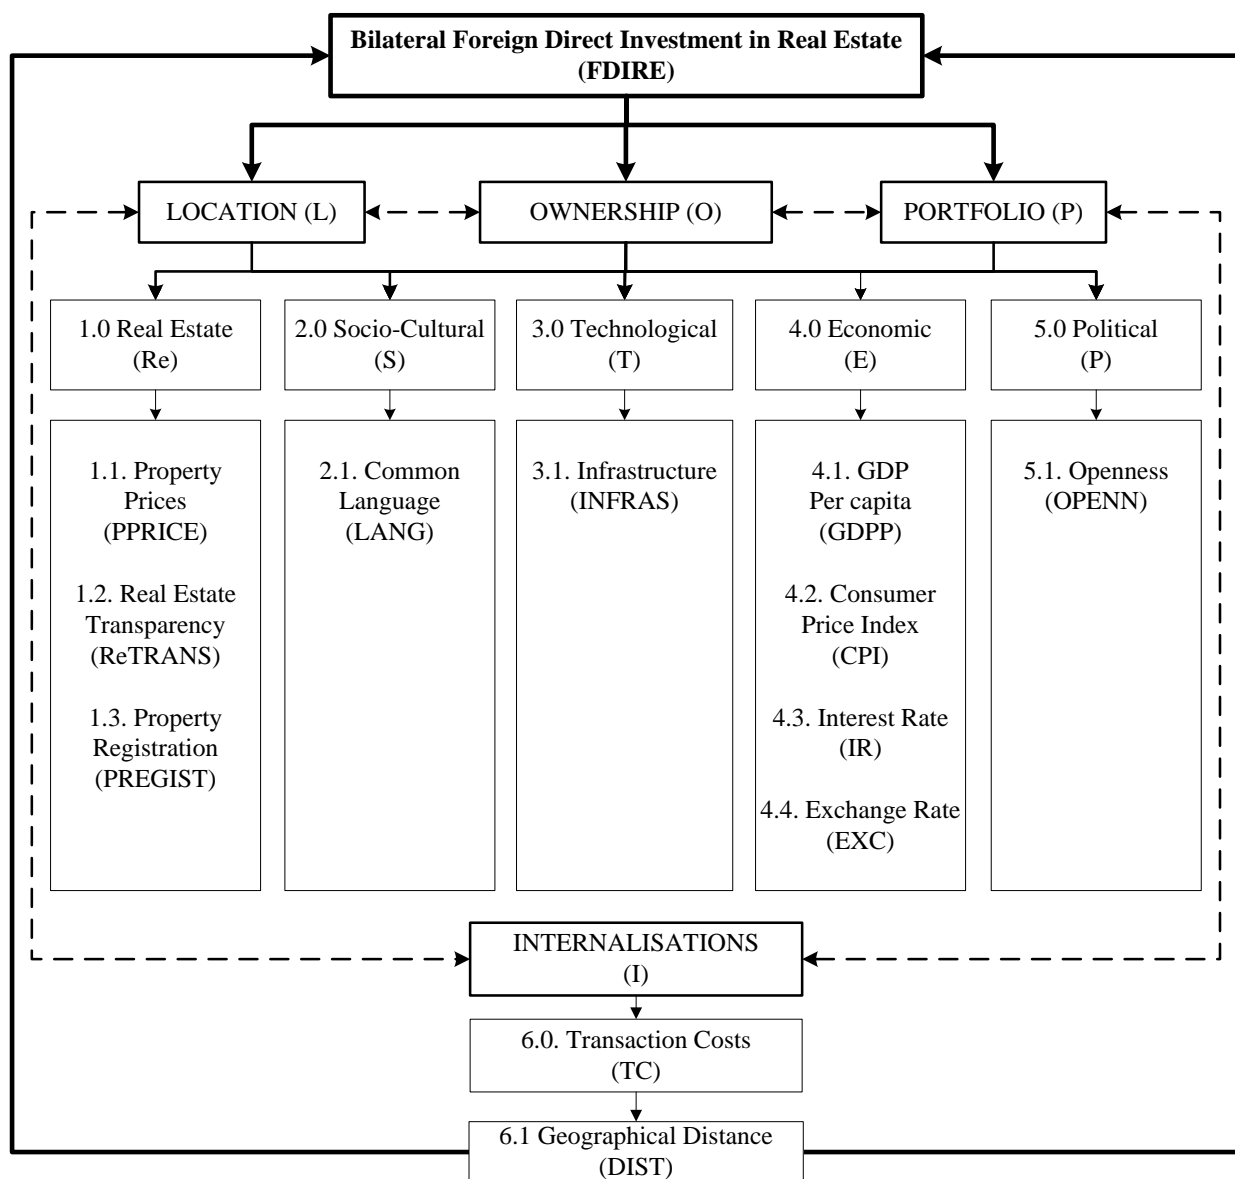 Bilateral Foreign Direct Investment in Real Estate
(FDIRE)
LOCATION (L)
OWNERSHIP (O)
PORTFOLIO (P)
1.0 Real Estate
(Re)
2.0 Socio-Cultural
(S)
3.0 Technological
(T)
4.0 Economic
(E)
5.0 Political
(P)
1.1. Property
Prices
(PPRICE)
1.2. Real Estate
Transparency
(ReTRANS)
1.3. Property
Registration
(PREGIST)
2.1. Common
Language
(LANG)
3.1. Infrastructure
(INFRAS)
4.1. GDP
Per capita
(GDPP)
4.2. Consumer
Price Index
(CPI)
4.3. Interest Rate
(IR)
4.4. Exchange Rate
(EXC)
5.1. Openness
(OPENN)
INTERNALISATIONS
(I)
6.0. Transaction Costs
(TC)
6.1 Geographical Distance
(DIST)